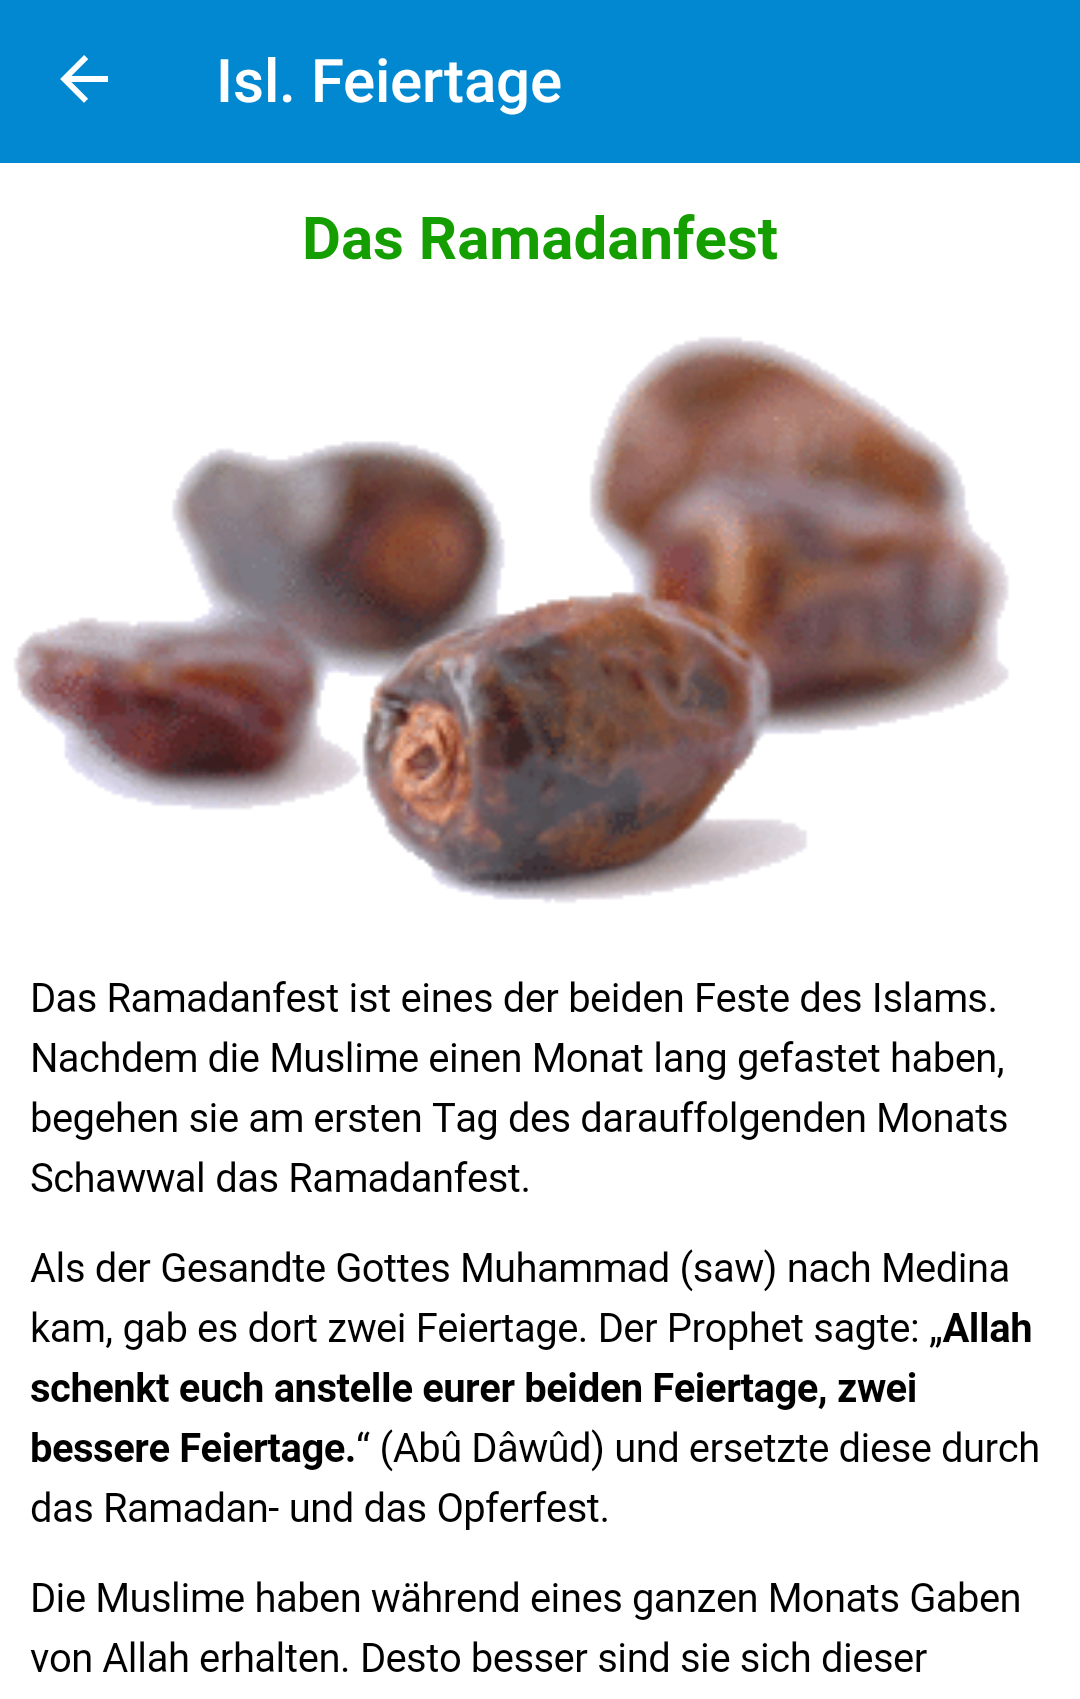 Isl. Feiertage
Das Ramadanfest
Das Ramadanfest ist eines der beiden Feste des Islams.
Nachdem die Muslime einen Monat lang gefastet haben,
begehen sie am ersten Tag des darauffolgenden Monats
Schawwal das Ramadanfest.
Als der Gesandte Gottes Muhammad (saw) nach Medina
kam, gab es dort zwei Feiertage. Der Prophet sagte: „Allah
schenkt euch anstelle eurer beiden Feiertage, zwei
bessere Feiertage.“ (Abû Dâwûd) und ersetzte diese durch
das Ramadan- und das Opferfest.
Die Muslime haben während eines ganzen Monats Gaben
von Allah erhalten. Desto besser sind sie sich dieser